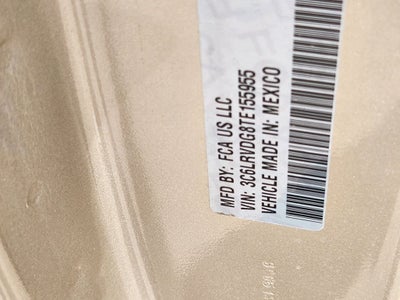 MFD BY: FCA US LLC
VIN: 3C6LRVDG8TE155955
VEHICLE MADE IN: MEXICO